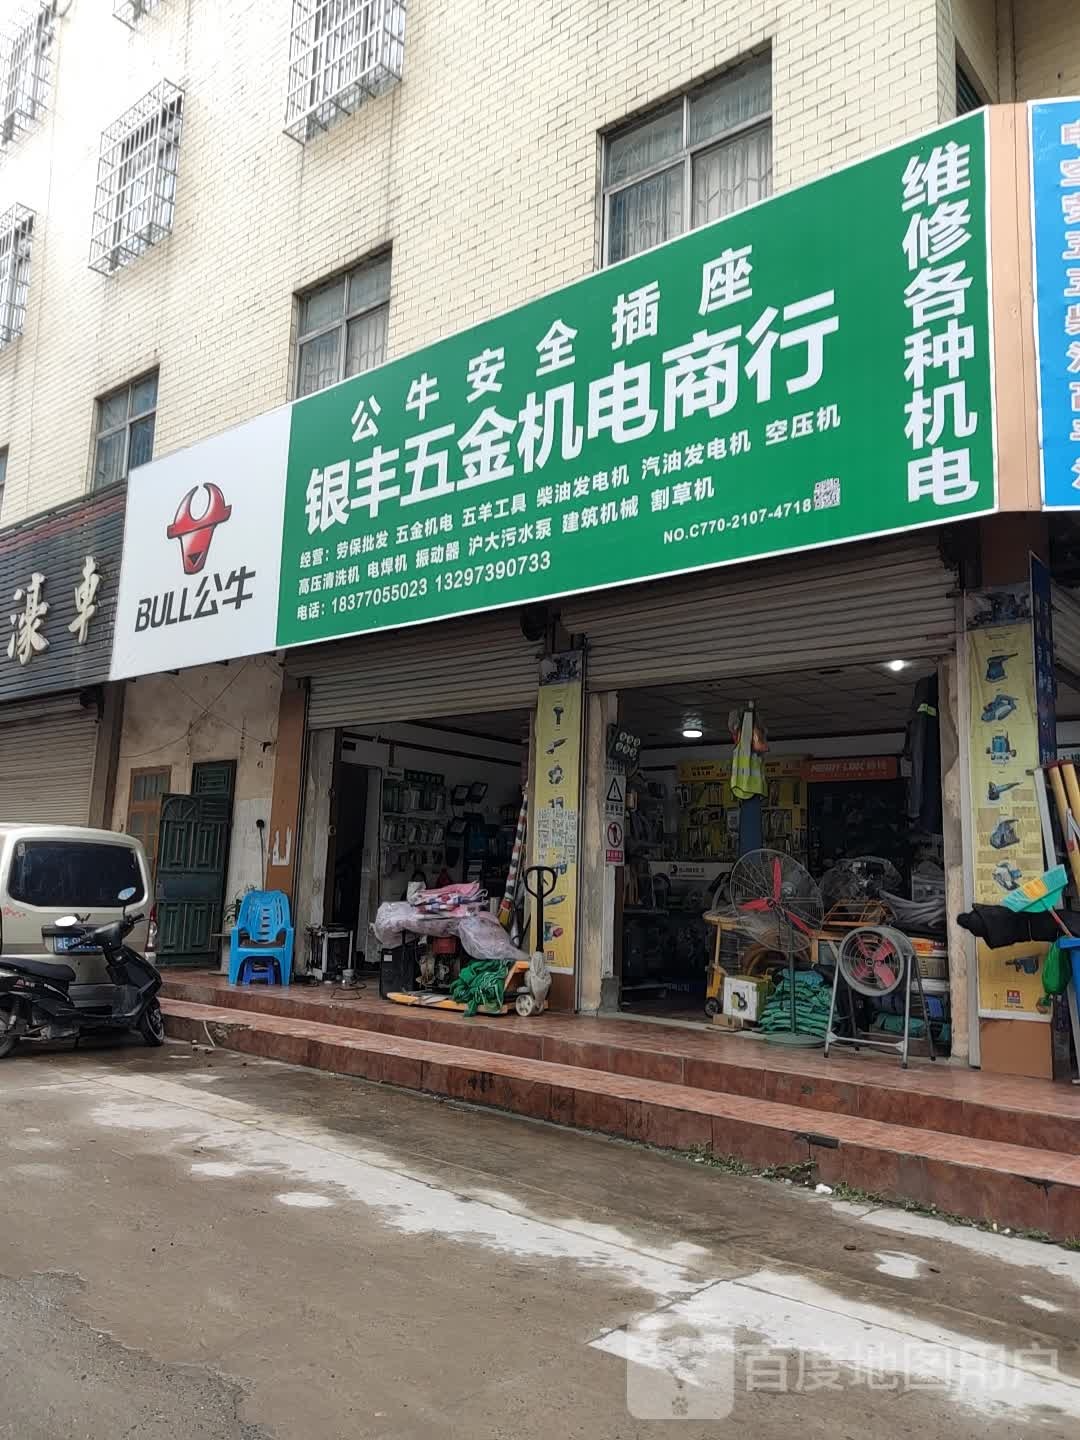 公牛安全插座
银丰五金机电商行
经营：劳保批发 五金机电 五羊工具 柴油发电机 汽油发电机 空压机
高压清洗机 电焊机 振动器 沪大污水泵 建筑机械 割草机
电话：18377055023 13297390733
NO.C770-2107-4718
维修各种机电
BULL公牛
濠車
百度地图用户